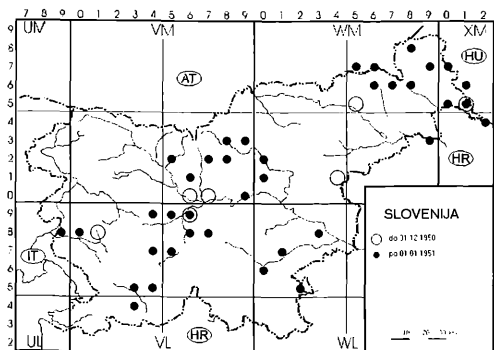 7 8 9 0 1 2 3 4 5 6 7 8 9 0 1 2 3 4 5 6 7 8 9 0 1 2
9 UM VM WM XM
8 HU
7
6 AT
5
4 HR
3
2
1
0
9 SLOVENIJA
8 do 31 12 1950
7 IT po 01 01 1951
6
5
4
3 HR
2 UL VL WL